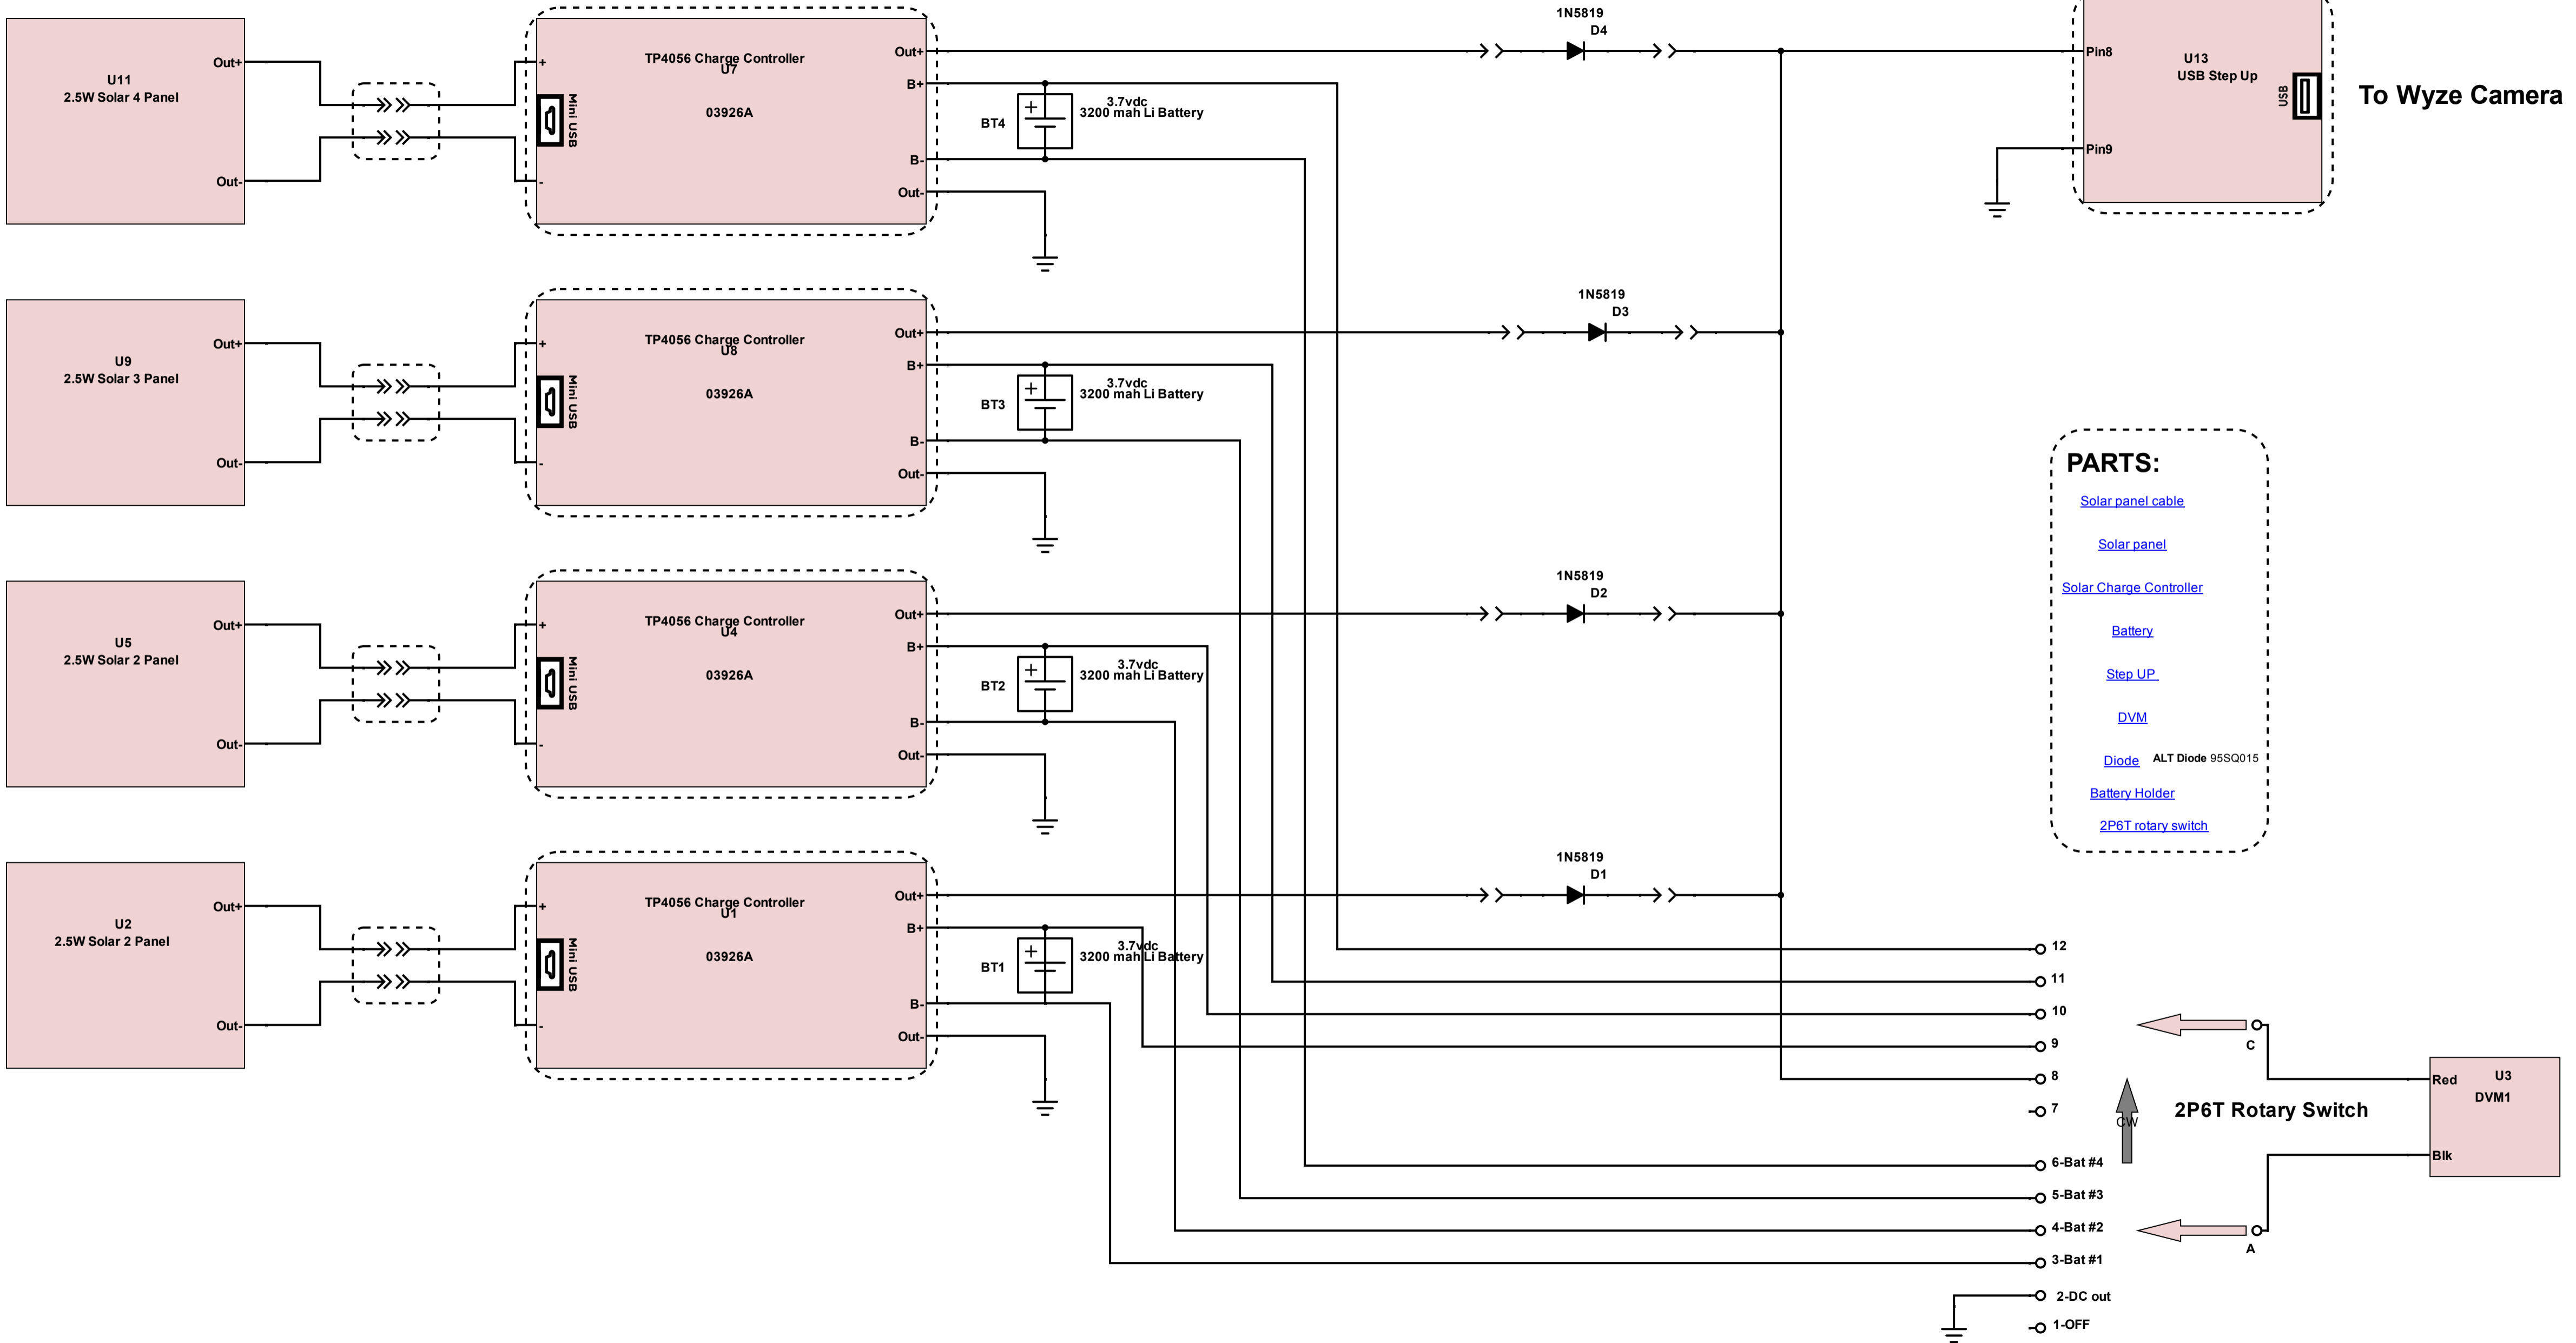 U11
2.5W Solar 4 Panel
Out+
Out-
+
-
Mini USB
TP4056 Charge Controller
U7
03926A
Out+
B+
B-
Out-
BT4
+
3.7vdc
3200 mah Li Battery
1N5819
D4
Pin8
Pin9
U13
USB Step Up
USB
To Wyze Camera
U9
2.5W Solar 3 Panel
Out+
Out-
+
-
Mini USB
TP4056 Charge Controller
U8
03926A
Out+
B+
B-
Out-
BT3
+
3.7vdc
3200 mah Li Battery
1N5819
D3
PARTS:
Solar panel cable
Solar panel
Solar Charge Controller
Battery
Step UP
DVM
Diode ALT Diode 95SQ015
Battery Holder
2P6T rotary switch
U5
2.5W Solar 2 Panel
Out+
Out-
+
-
Mini USB
TP4056 Charge Controller
U4
03926A
Out+
B+
B-
Out-
BT2
+
3.7vdc
3200 mah Li Battery
1N5819
D2
U2
2.5W Solar 2 Panel
Out+
Out-
+
-
Mini USB
TP4056 Charge Controller
U1
03926A
Out+
B+
B-
Out-
BT1
+
3.7vdc
3200 mah Li Battery
1N5819
D1
12
11
10
9
8
7
6-Bat #4
5-Bat #3
4-Bat #2
3-Bat #1
2-DC out
1-OFF
C
CW
2P6T Rotary Switch
A
Red
Blk
U3
DVM1